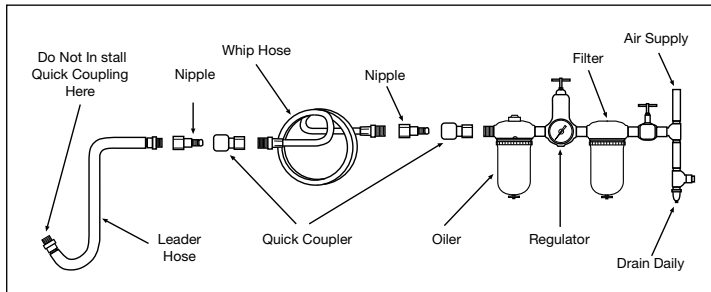 Do Not In stall
Quick Coupling
Here
Nipple
Whip Hose
Nipple
Filter
Air Supply
Leader
Hose
Quick Coupler
Oiler
Regulator
Drain Daily